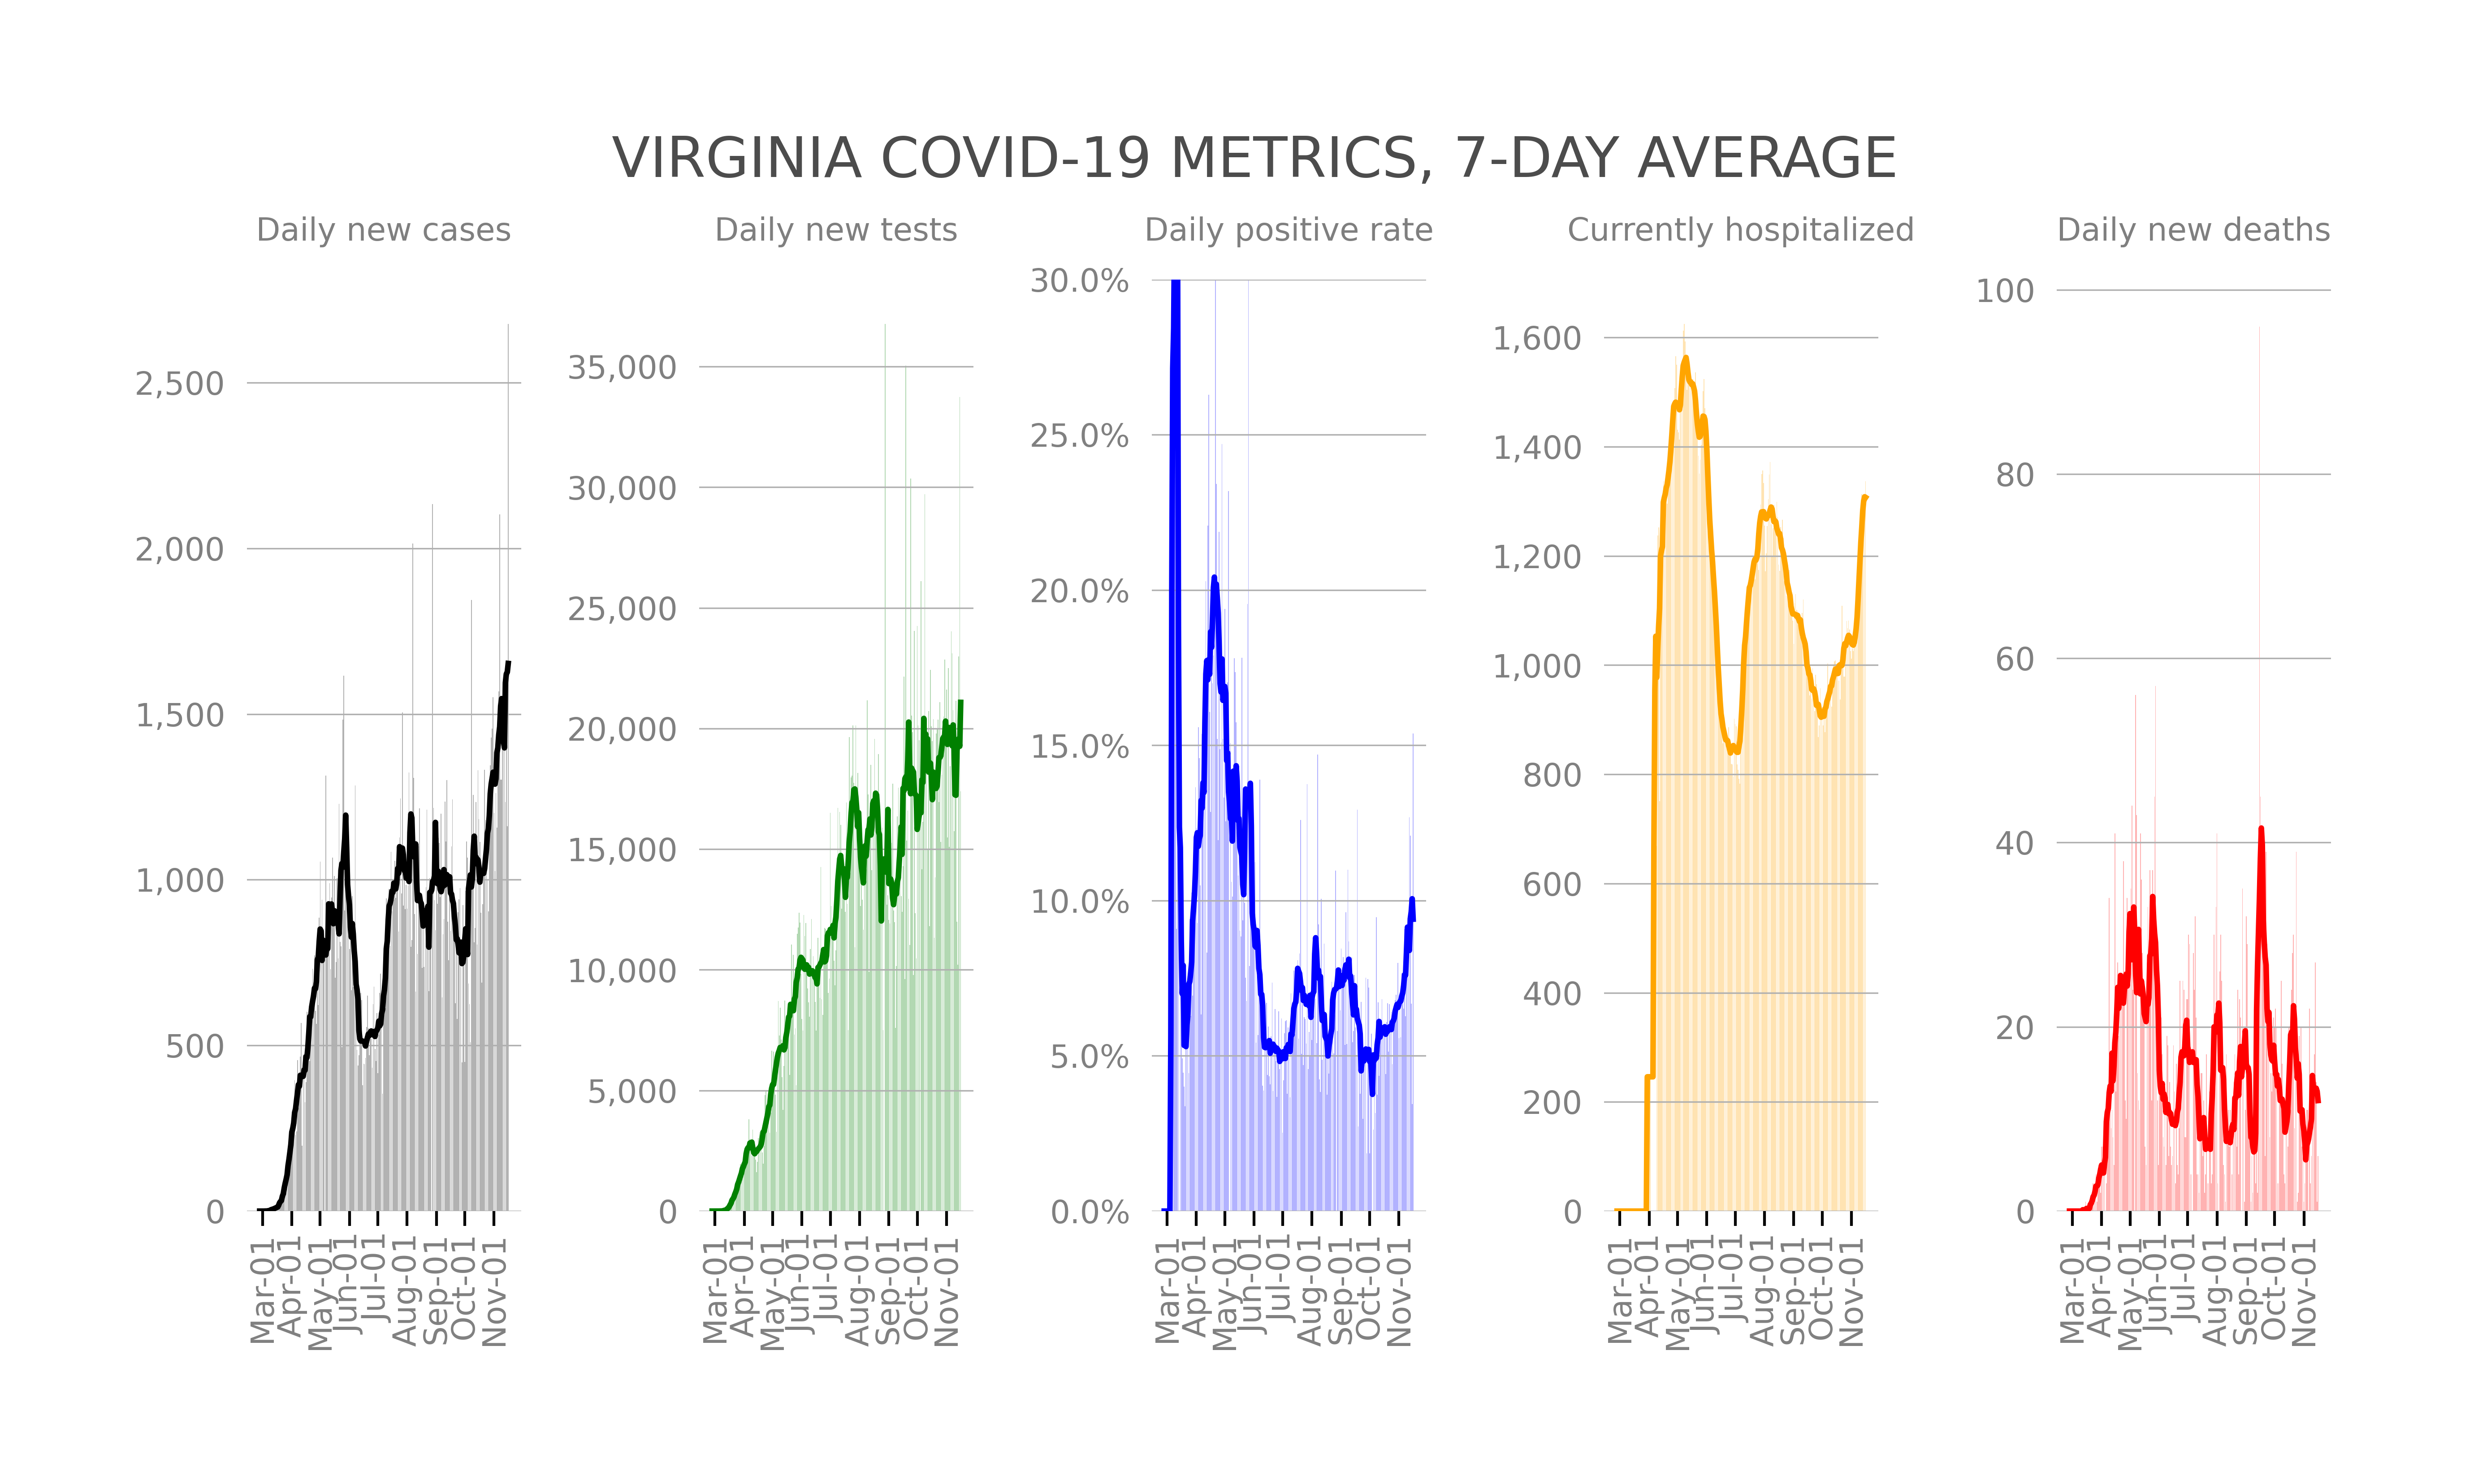 VIRGINIA COVID-19 METRICS, 7-DAY AVERAGE
Daily new cases
2,500
2,000
1,500
1,000
500
0
Mar-01
Apr-01
May-01
Jun-01
Jul-01
Aug-01
Sep-01
Oct-01
Nov-01
Daily new tests
35,000
30,000
25,000
20,000
15,000
10,000
5,000
0
Mar-01
Apr-01
May-01
Jun-01
Jul-01
Aug-01
Sep-01
Oct-01
Nov-01
Daily positive rate
30.0%
25.0%
20.0%
15.0%
10.0%
5.0%
0.0%
Mar-01
Apr-01
May-01
Jun-01
Jul-01
Aug-01
Sep-01
Oct-01
Nov-01
Currently hospitalized
1,600
1,400
1,200
1,000
800
600
400
200
0
Mar-01
Apr-01
May-01
Jun-01
Jul-01
Aug-01
Sep-01
Oct-01
Nov-01
Daily new deaths
100
80
60
40
20
0
Mar-01
Apr-01
May-01
Jun-01
Jul-01
Aug-01
Sep-01
Oct-01
Nov-01